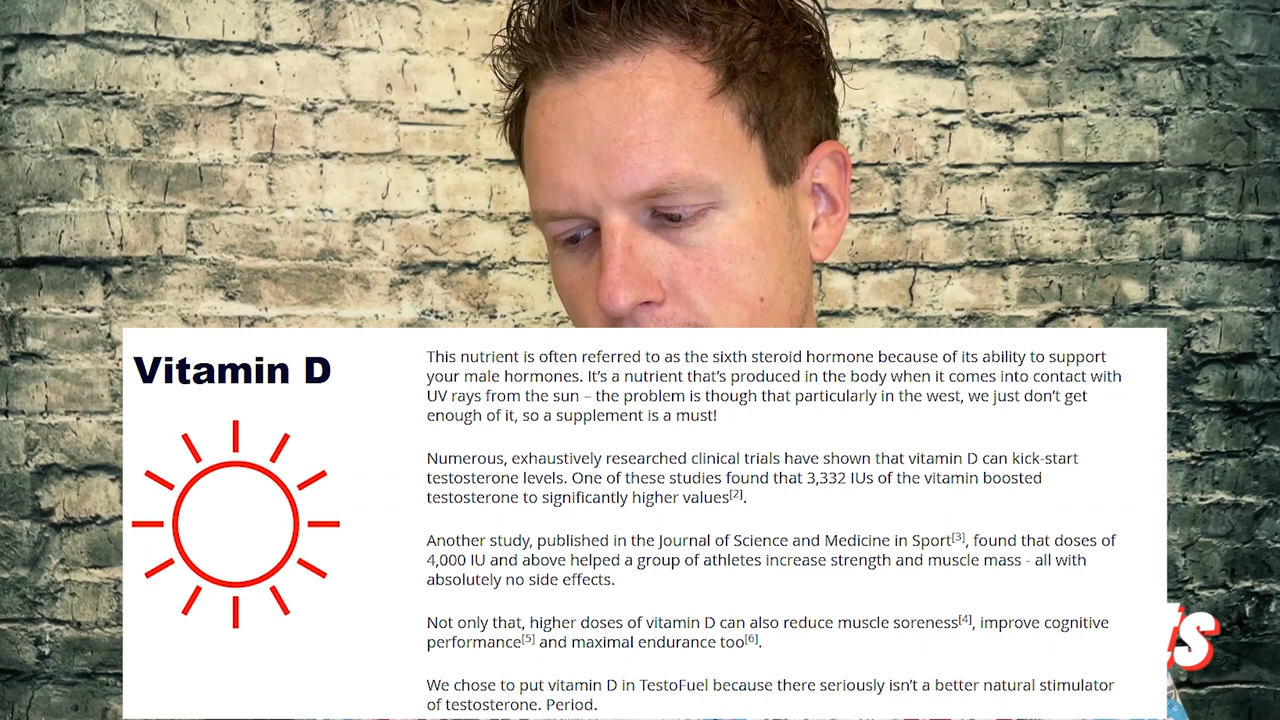 Vitamin D
This nutrient is often referred to as the sixth steroid hormone because of its ability to support
your male hormones. It’s a nutrient that’s produced in the body when it comes into contact with
UV rays from the sun – the problem is though that particularly in the west, we just don’t get
enough of it, so a supplement is a must!
Numerous, exhaustively researched clinical trials have shown that vitamin D can kick-start
testosterone levels. One of these studies found that 3,332 IUs of the vitamin boosted
testosterone to significantly higher values[2].
Another study, published in the Journal of Science and Medicine in Sport[3], found that doses of
4,000 IU and above helped a group of athletes increase strength and muscle mass - all with
absolutely no side effects.
Not only that, higher doses of vitamin D can also reduce muscle soreness[4], improve cognitive
performance[5] and maximal endurance too[6].
We chose to put vitamin D in TestoFuel because there seriously isn’t a better natural stimulator
of testosterone. Period.